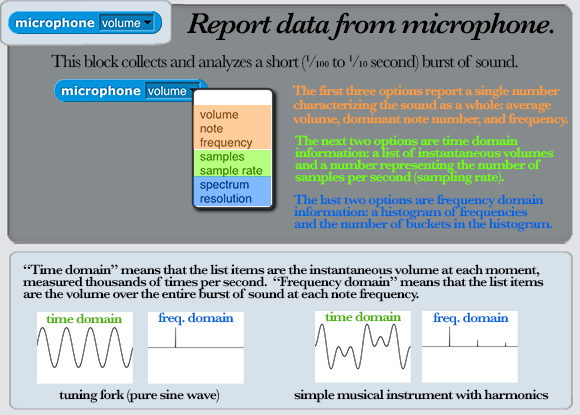 microphone volume
Report data from microphone.
This block collects and analyzes a short (1/100 to 1/10 second) burst of sound.
microphone volume
volume
note
frequency
samples
sample rate
spectrum
resolution
The first three options report a single number
characterizing the sound as a whole: average
volume, dominant note number, and frequency.
The next two options are time domain
information: a list of instantaneous volumes
and a number representing the number of
samples per second (sampling rate).
The last two options are frequency domain
information: a histogram of frequencies
and the number of buckets in the histogram.
“Time domain” means that the list items are the instantaneous volume at each moment,
measured thousands of times per second. “Frequency domain” means that the list items
are the volume over the entire burst of sound at each note frequency.
time domain
freq. domain
tuning fork (pure sine wave)
time domain
freq. domain
simple musical instrument with harmonics